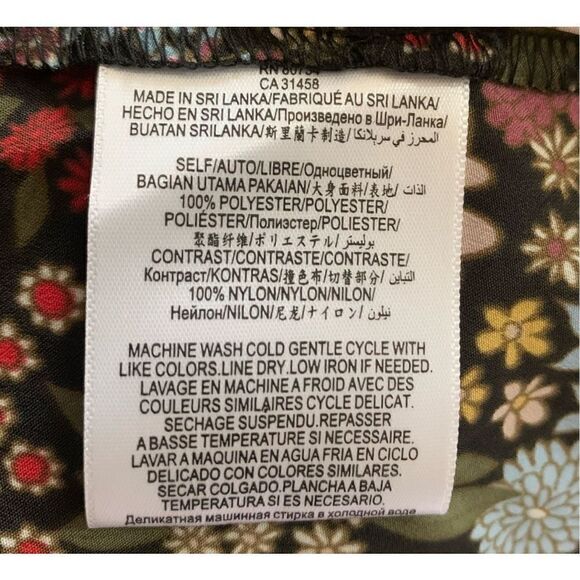 RN 80754
CA 31458
MADE IN SRI LANKA/FABRIQUÉ AU SRI LANKA/
HECHO EN SRI LANKA/Произведено в Шри-Ланка/
BUATAN SRILANKA/斯里蘭卡制造/ المحرز في سريلانكا
SELF/AUTO/LIBRE/Одноцветный/
BAGIAN UTAMA PAKAIAN/大身面料/表地/ الذات
100% POLYESTER/POLYESTER/
POLIÉSTER/Полиэстер/POLIESTER/
聚酯纤维/ポリエステル/ بوليستر
CONTRAST/CONTRASTE/CONTRASTE/
Контраст/KONTRAS/撞色布/切替部分/ التباين
100% NYLON/NYLON/NILON/
Нейлон/NILON/尼龙/ナイロン/ نيلون
MACHINE WASH COLD GENTLE CYCLE WITH
LIKE COLORS.LINE DRY.LOW IRON IF NEEDED.
LAVAGE EN MACHINE A FROID AVEC DES
COULEURS SIMILAIRES CYCLE DELICAT.
SECHAGE SUSPENDU.REPASSER
A BASSE TEMPERATURE SI NECESSAIRE.
LAVAR A MAQUINA EN AGUA FRIA EN CICLO
DELICADO CON COLORES SIMILARES.
SECAR COLGADO.PLANCHA A BAJA
TEMPERATURA SI ES NECESARIO.
Деликатная машинная стирка в холодной воде